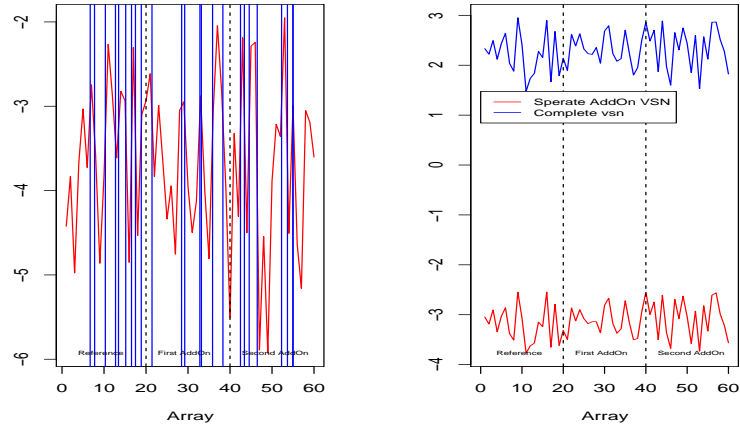 -2
-3
-4
-5
-6
Reference
First AddOn
Second AddOn
0
10
20
30
40
50
60
Array
3
2
1
0
-1
-2
-3
-4
Sperate AddOn VSN
Complete vsn
Reference
First AddOn
Second AddOn
0
10
20
30
40
50
60
Array